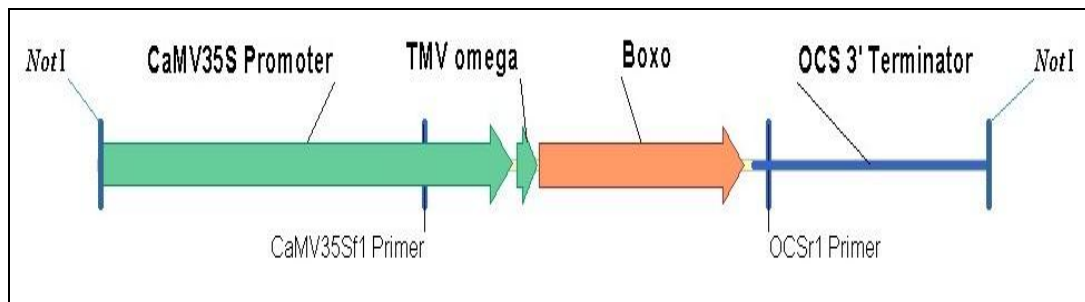 NotI CaMV35S Promoter TMV omega Boxo OCS 3' Terminator NotI
CaMV35Sf1 Primer OCSr1 Primer